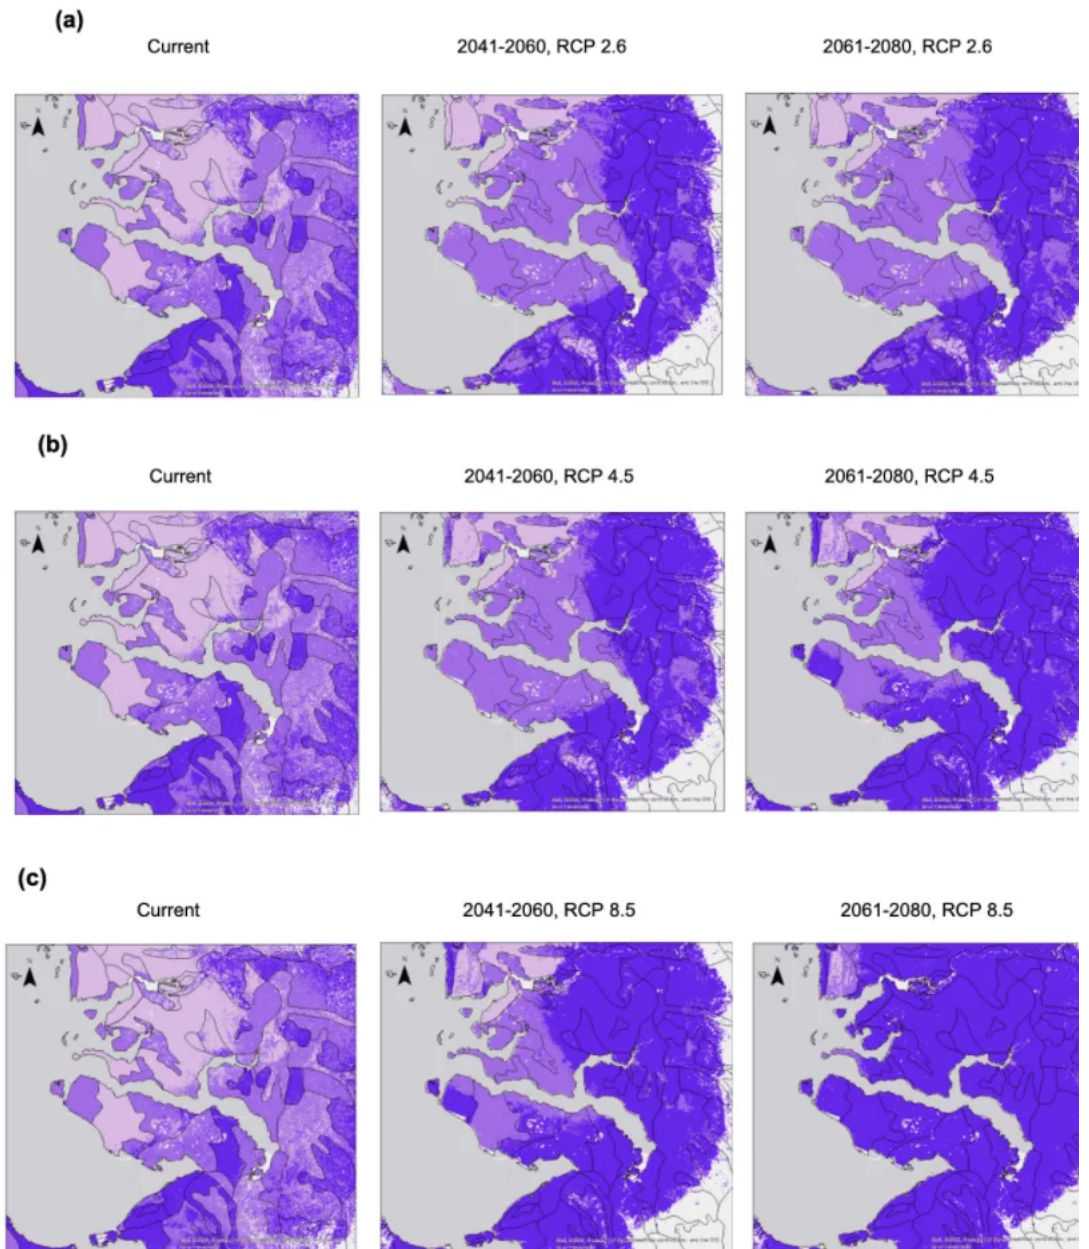 (a)
Current
2041-2060, RCP 2.6
2061-2080, RCP 2.6
N
N
N
(b)
Current
2041-2060, RCP 4.5
2061-2080, RCP 4.5
N
N
N
(c)
Current
2041-2060, RCP 8.5
2061-2080, RCP 8.5
N
N
N